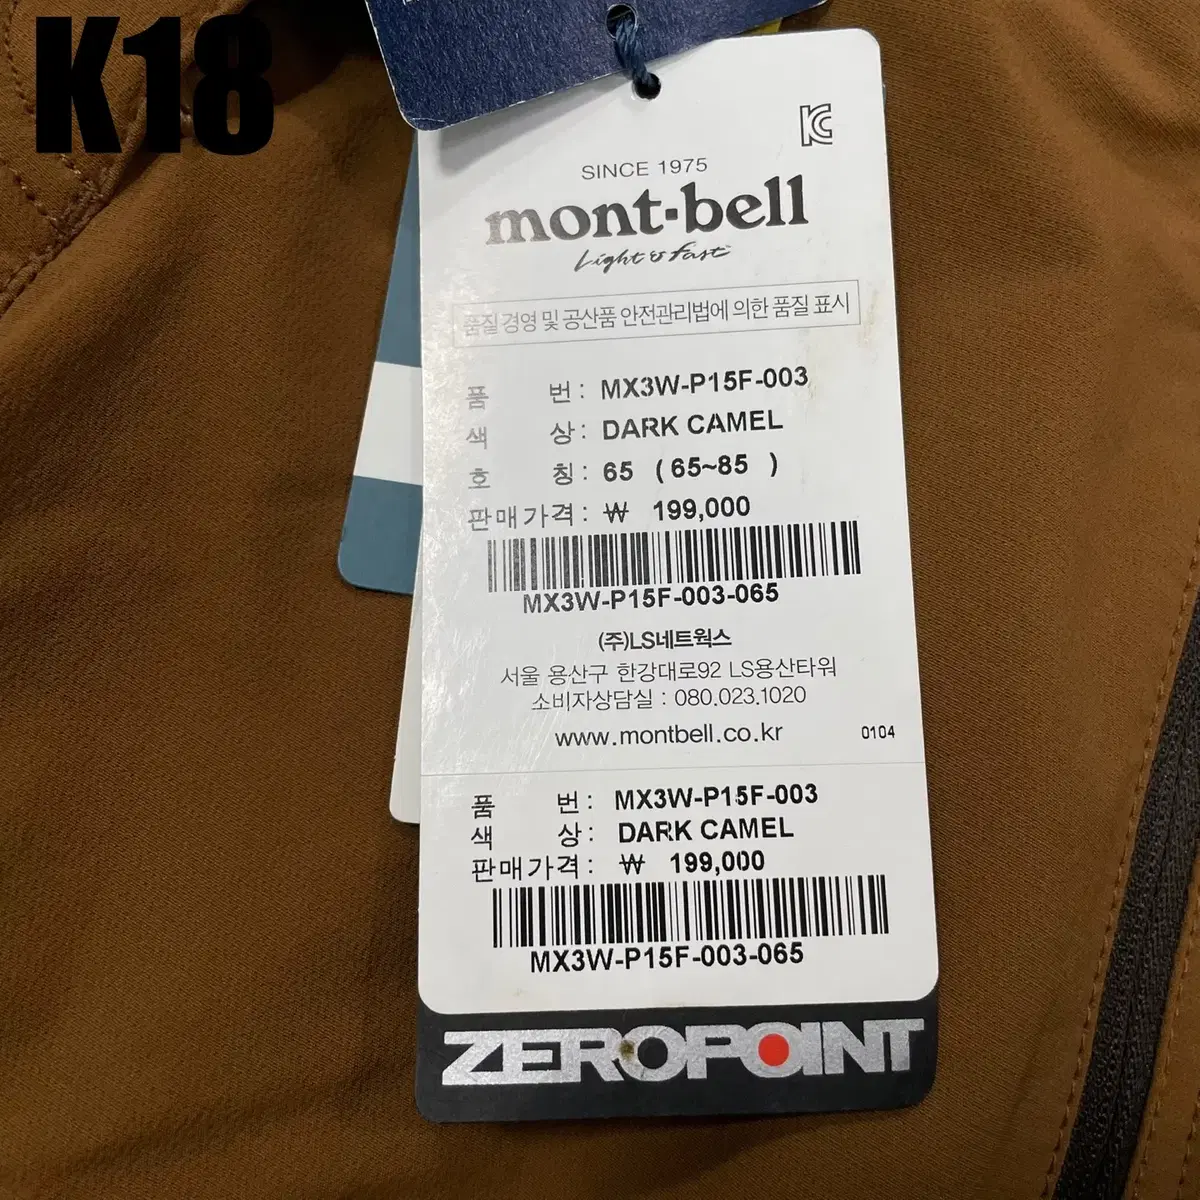 K18
SINCE 1975
mont-bell
Light & Fast
품질경영 및 공산품 안전관리법에 의한 품질 표시
품 번 : MX3W-P15F-003
색 상 : DARK CAMEL
호 칭 : 65 ( 65~85 )
판매가격 : ₩ 199,000
MX3W-P15F-003-065
(주)LS네트웍스
서울 용산구 한강대로92 LS용산타워
소비자상담실 : 080.023.1020
www.montbell.co.kr 0104
품 번 : MX3W-P15F-003
색 상 : DARK CAMEL
판매가격 : ₩ 199,000
MX3W-P15F-003-065
ZEROPOINT